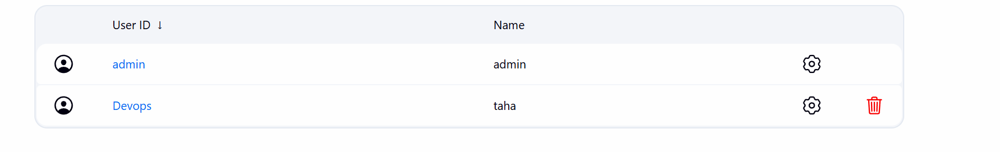 User ID ↓ Name
admin admin
Devops taha